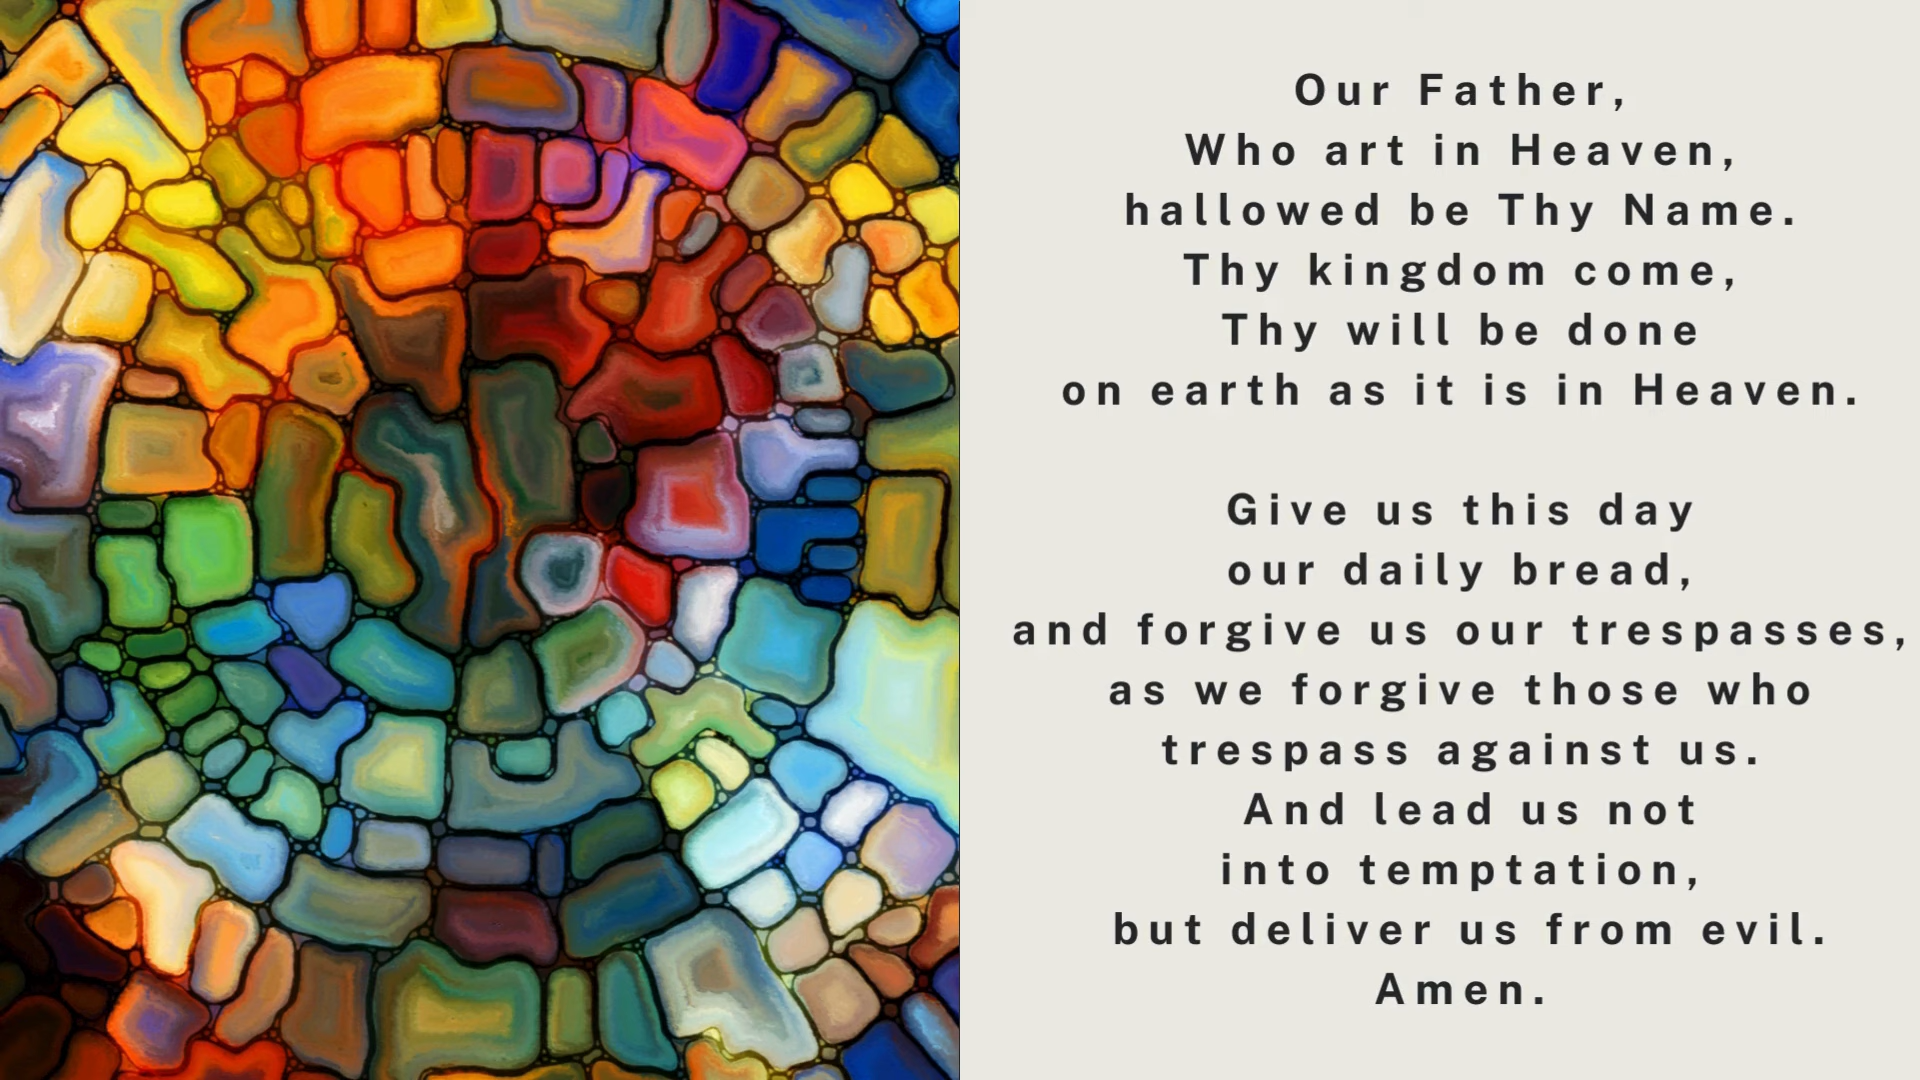 Our Father,
Who art in Heaven,
hallowed be Thy Name.
Thy kingdom come,
Thy will be done
on earth as it is in Heaven.
Give us this day
our daily bread,
and forgive us our trespasses,
as we forgive those who
trespass against us.
And lead us not
into temptation,
but deliver us from evil.
Amen.